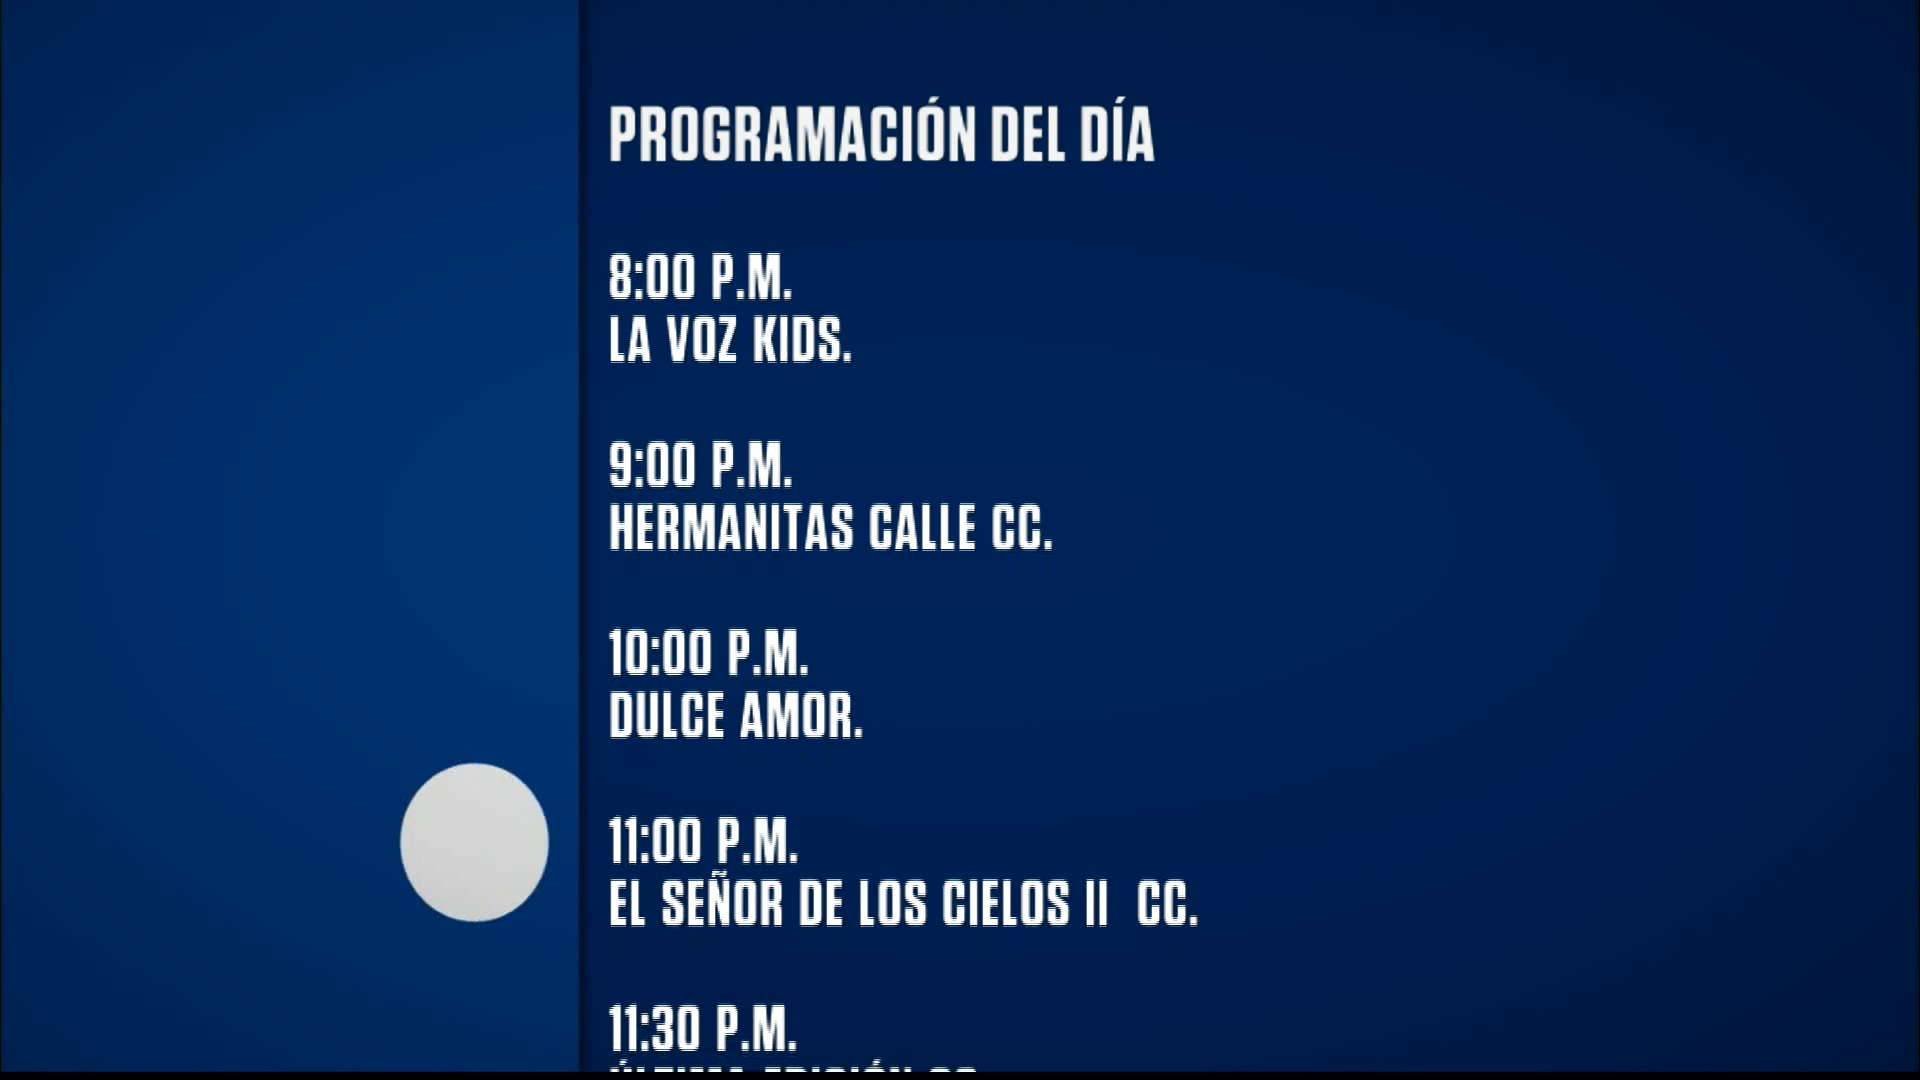 PROGRAMACIÓN DEL DÍA
8:00 P.M.
LA VOZ KIDS.
9:00 P.M.
HERMANITAS CALLE CC.
10:00 P.M.
DULCE AMOR.
11:00 P.M.
EL SEÑOR DE LOS CIELOS II  CC.
11:30 P.M.